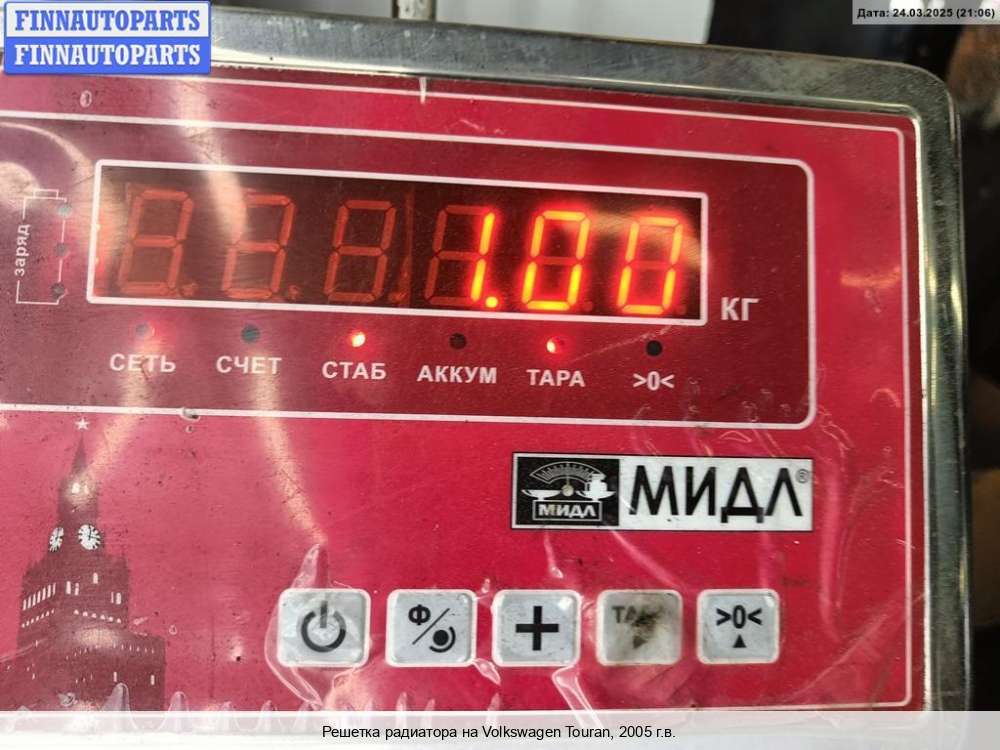 FINNAUTOPARTS
FINNAUTOPARTS
Дата: 24.03.2025 (21:06)
заряд
1.00
КГ
СЕТЬ СЧЕТ СТАБ АККУМ ТАРА >0<
МИДЛ
МИДЛ®
Ф
>0<
Решетка радиатора на Volkswagen Touran, 2005 г.в.